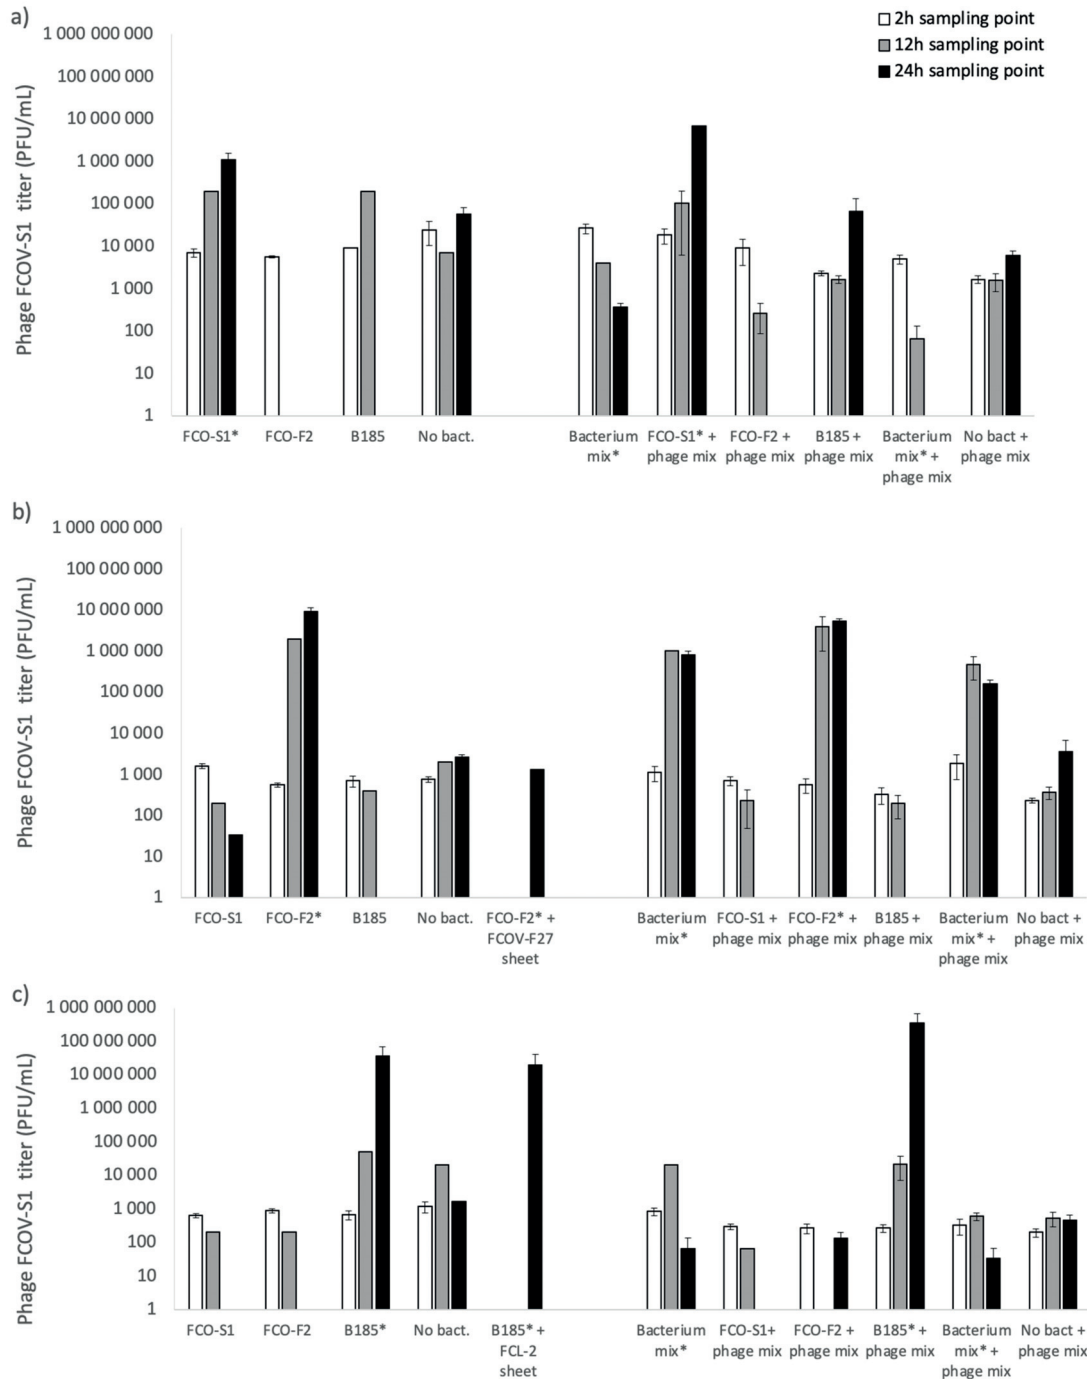 a)
1 000 000 000
100 000 000
10 000 000
1 000 000
100 000
10 000
1 000
100
10
1
Phage FCOV-S1 titer (PFU/mL)
2h sampling point
12h sampling point
24h sampling point
FCO-S1*
FCO-F2
B185
No bact.
Bacterium
mix*
FCO-S1* +
phage mix
FCO-F2 +
phage mix
B185 +
phage mix
Bacterium
mix* +
phage mix
No bact +
phage mix
b)
1 000 000 000
100 000 000
10 000 000
1 000 000
100 000
10 000
1 000
100
10
1
Phage FCOV-S1 titer (PFU/mL)
FCO-S1
FCO-F2*
B185
No bact.
FCO-F2* +
FCOV-F27
sheet
Bacterium
mix*
FCO-S1 +
phage mix
FCO-F2* +
phage mix
B185 +
phage mix
Bacterium
mix* +
phage mix
No bact +
phage mix
c)
1 000 000 000
100 000 000
10 000 000
1 000 000
100 000
10 000
1 000
100
10
1
Phage FCOV-S1 titer (PFU/mL)
FCO-S1
FCO-F2
B185*
No bact.
B185* +
FCL-2
sheet
Bacterium
mix*
FCO-S1+
phage mix
FCO-F2 +
phage mix
B185* +
phage mix
Bacterium
mix* +
phage mix
No bact +
phage mix